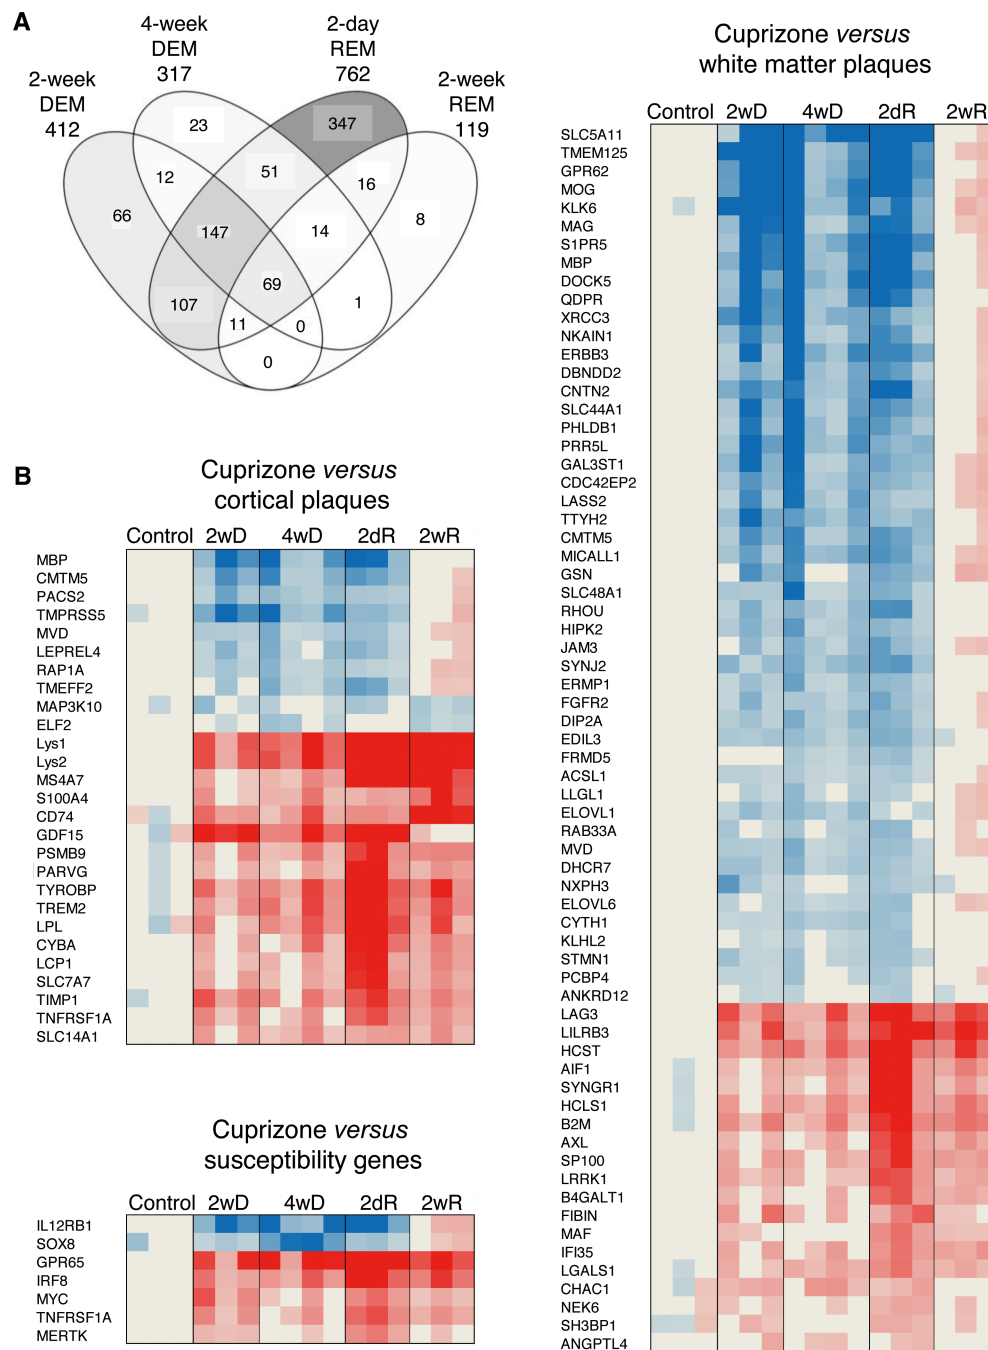 A
4-week
DEM
317
2-day
REM
762
2-week
DEM
412
2-week
REM
119
23
347
12
51
16
66
147
14
8
69
107
11
0
1
0
B
Cuprizone versus
cortical plaques
Control 2wD 4wD 2dR 2wR
MBP
CMTM5
PACS2
TMPRSS5
MVD
LEPREL4
RAP1A
TMEFF2
MAP3K10
ELF2
Lys1
Lys2
MS4A7
S100A4
CD74
GDF15
PSMB9
PARVG
TYROBP
TREM2
LPL
CYBA
LCP1
SLC7A7
TIMP1
TNFRSF1A
SLC14A1
Cuprizone versus
susceptibility genes
Control 2wD 4wD 2dR 2wR
IL12RB1
SOX8
GPR65
IRF8
MYC
TNFRSF1A
MERTK
Cuprizone versus
white matter plaques
Control 2wD 4wD 2dR 2wR
SLC5A11
TMEM125
GPR62
MOG
KLK6
MAG
S1PR5
MBP
DOCK5
QDPR
XRCC3
NKAIN1
ERBB3
DBNDD2
CNTN2
SLC44A1
PHLDB1
PRR5L
GAL3ST1
CDC42EP2
LASS2
TTYH2
CMTM5
MICALL1
GSN
SLC48A1
RHOU
HIPK2
JAM3
SYNJ2
ERMP1
FGFR2
DIP2A
EDIL3
FRMD5
ACSL1
LLGL1
ELOVL1
RAB33A
MVD
DHCR7
NXPH3
ELOVL6
CYTH1
KLHL2
STMN1
PCBP4
ANKRD12
LAG3
LILRB3
HCST
AIF1
SYNGR1
HCLS1
B2M
AXL
SP100
LRRK1
B4GALT1
FIBIN
MAF
IFI35
LGALS1
CHAC1
NEK6
SH3BP1
ANGPTL4